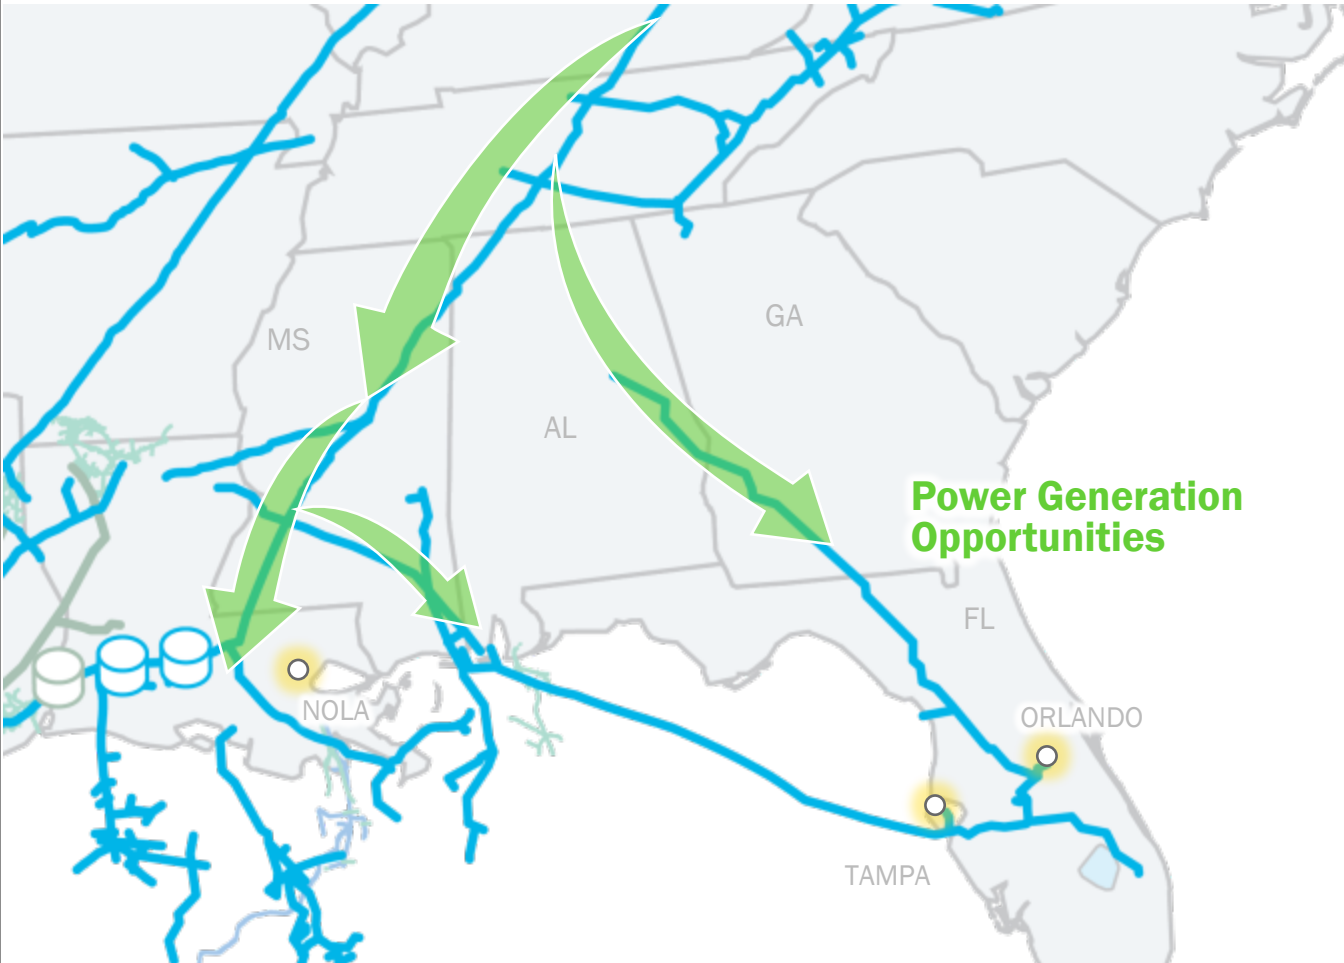 MS
GA
AL
Power Generation
Opportunities
FL
NOLA
ORLANDO
TAMPA